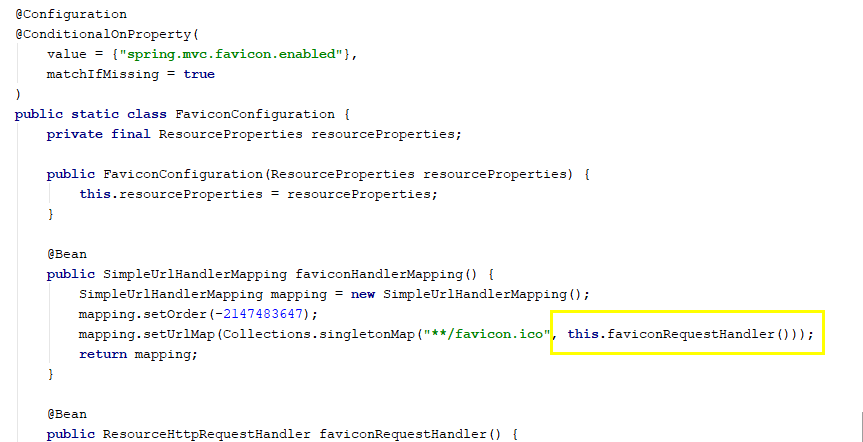 @Configuration
@ConditionalOnProperty(
    value = {"spring.mvc.favicon.enabled"},
    matchIfMissing = true
)
public static class FaviconConfiguration {
    private final ResourceProperties resourceProperties;
    public FaviconConfiguration(ResourceProperties resourceProperties) {
        this.resourceProperties = resourceProperties;
    }
    @Bean
    public SimpleUrlHandlerMapping faviconHandlerMapping() {
        SimpleUrlHandlerMapping mapping = new SimpleUrlHandlerMapping();
        mapping.setOrder(-2147483647);
        mapping.setUrlMap(Collections.singletonMap("**/favicon.ico", this.faviconRequestHandler()));
        return mapping;
    }
    @Bean
    public ResourceHttpRequestHandler faviconRequestHandler() {